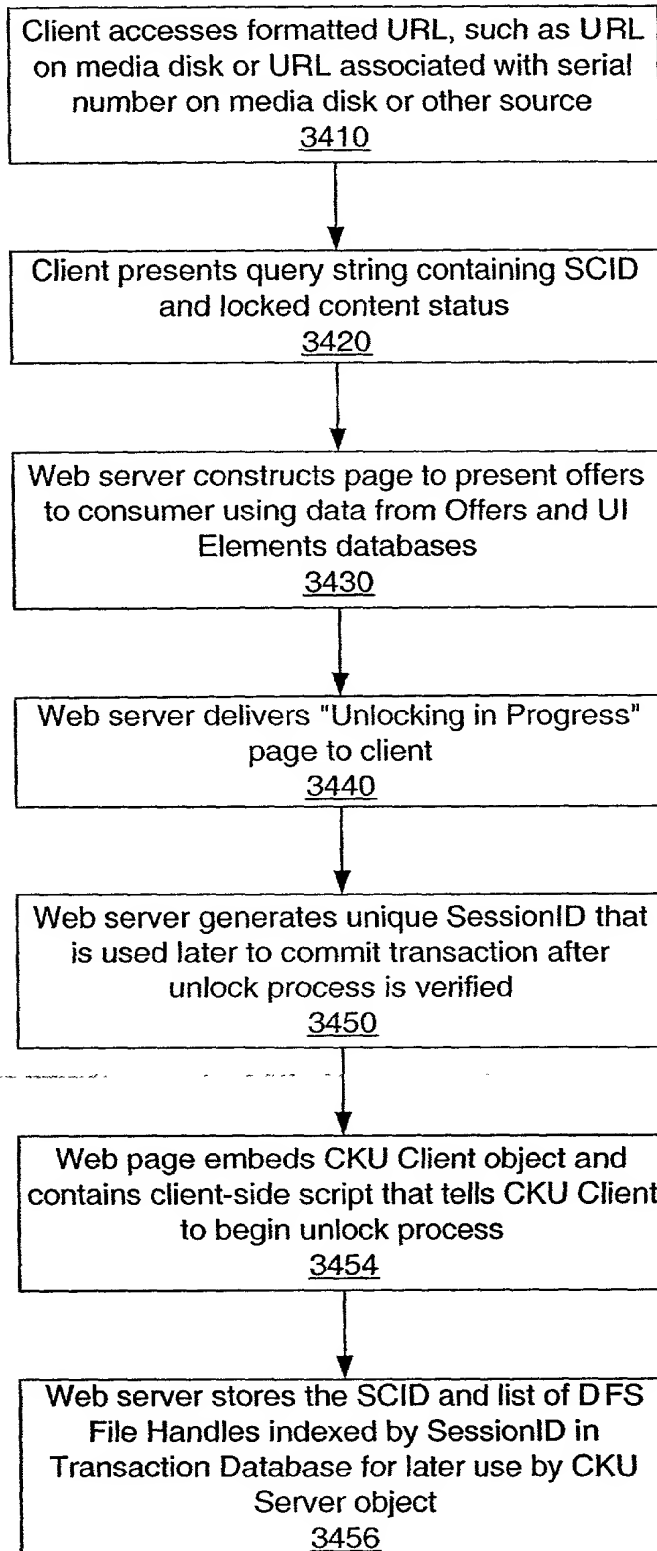 Client accesses formatted URL, such as URL
on media disk or URL associated with serial
number on media disk or other source
3410
Client presents query string containing SCID
and locked content status
3420
Web server constructs page to present offers
to consumer using data from Offers and UI
Elements databases
3430
Web server delivers "Unlocking in Progress"
page to client
3440
Web server generates unique SessionID that
is used later to commit transaction after
unlock process is verified
3450
Web page embeds CKU Client object and
contains client-side script that tells CKU Client
to begin unlock process
3454
Web server stores the SCID and list of DFS
File Handles indexed by SessionID in
Transaction Database for later use by CKU
Server object
3456